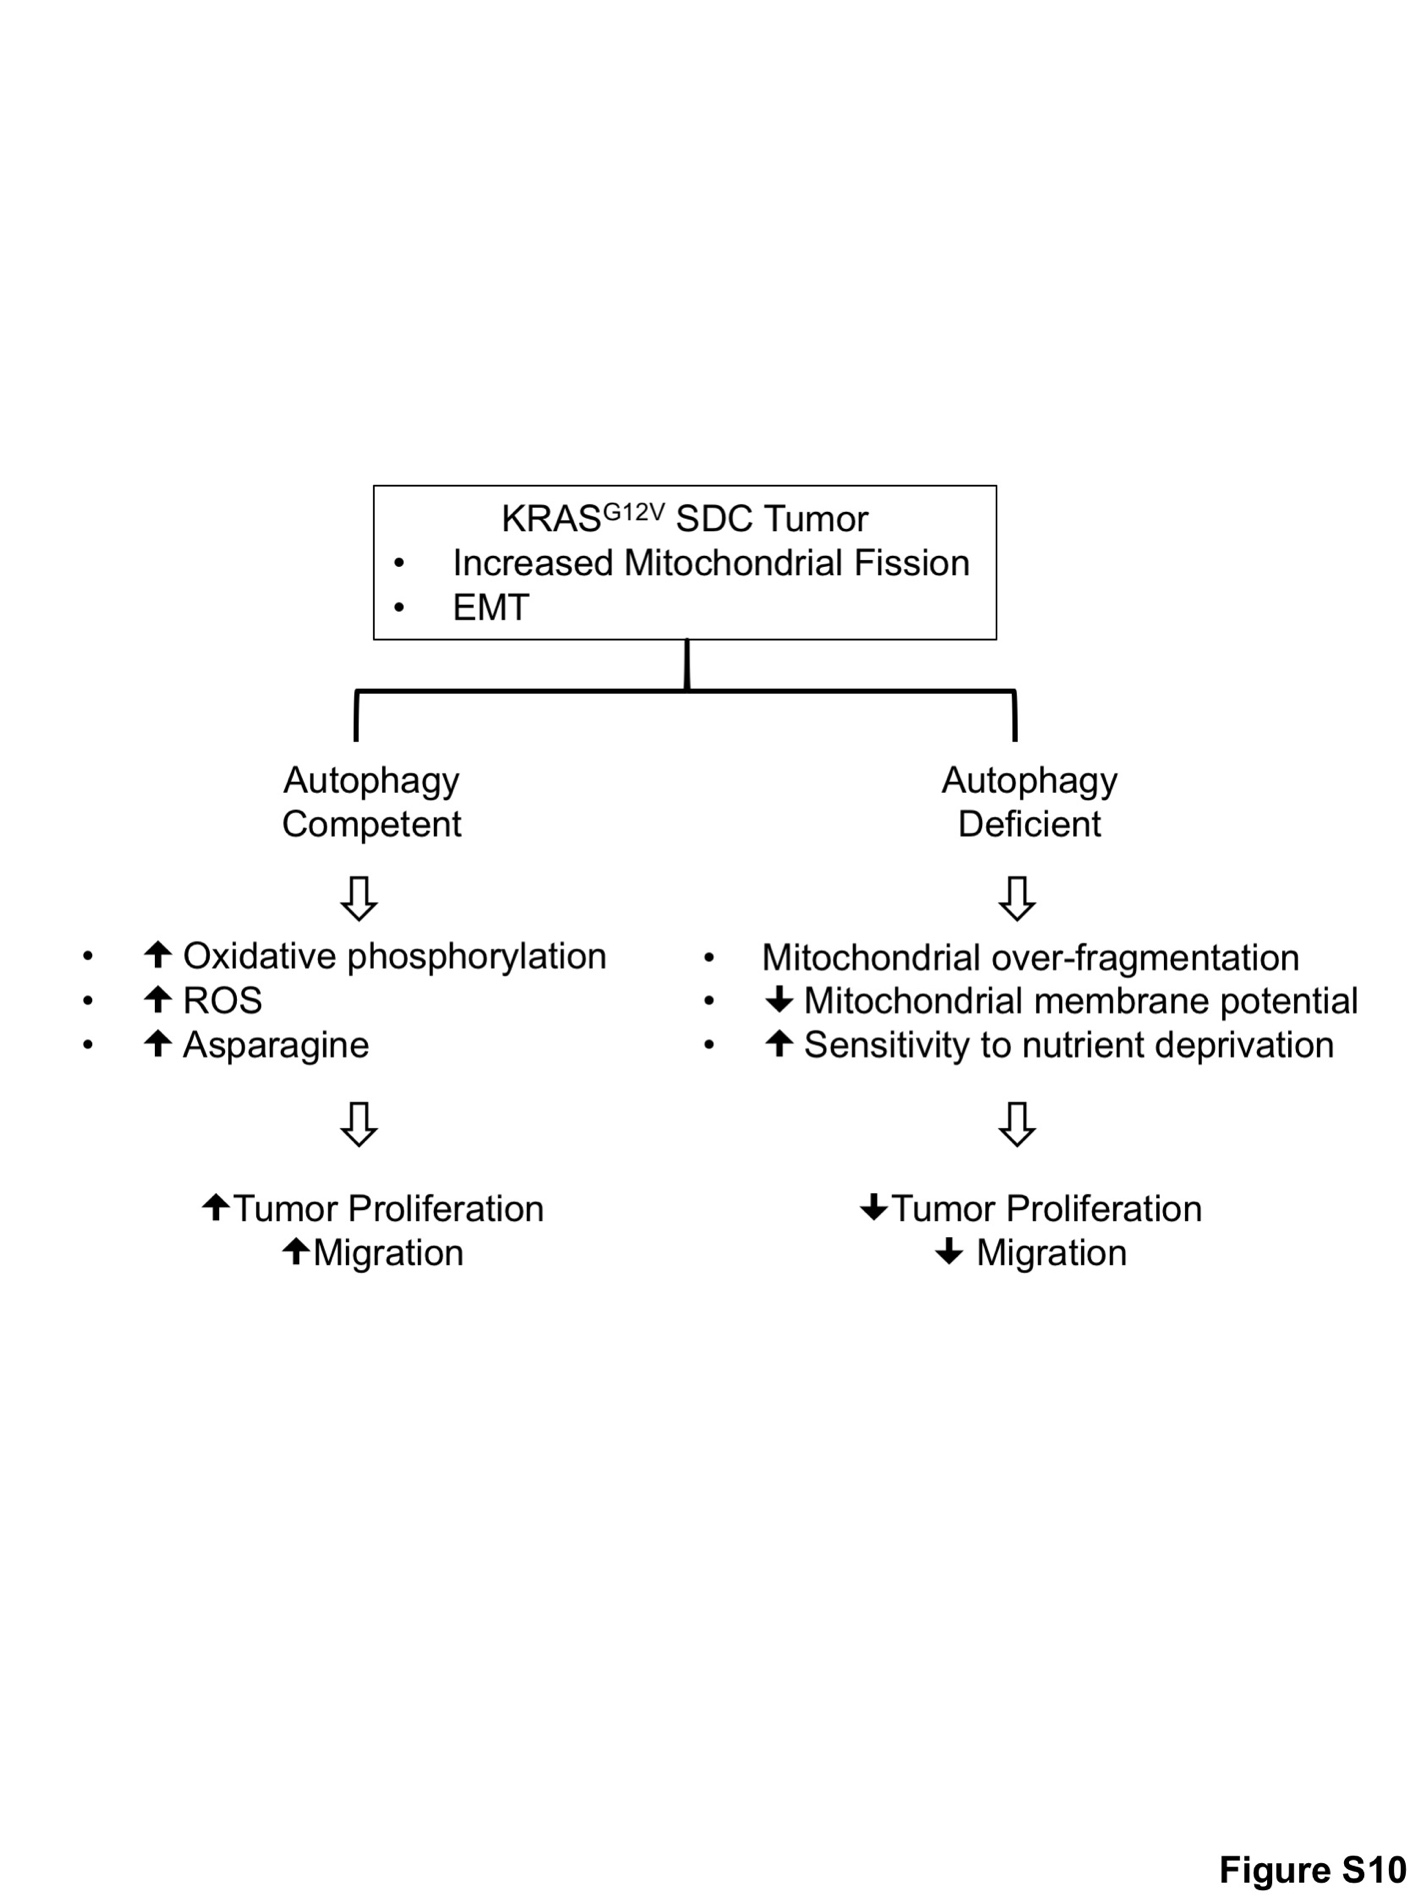 KRASG12V SDC Tumor
• Increased Mitochondrial Fission
• EMT
Autophagy
Competent
• ⬆ Oxidative phosphorylation
• ⬆ ROS
• ⬆ Asparagine
⬆Tumor Proliferation
⬆Migration
Autophagy
Deficient
• Mitochondrial over-fragmentation
• ⬇ Mitochondrial membrane potential
• ⬆ Sensitivity to nutrient deprivation
⬇Tumor Proliferation
⬇ Migration
Figure S10